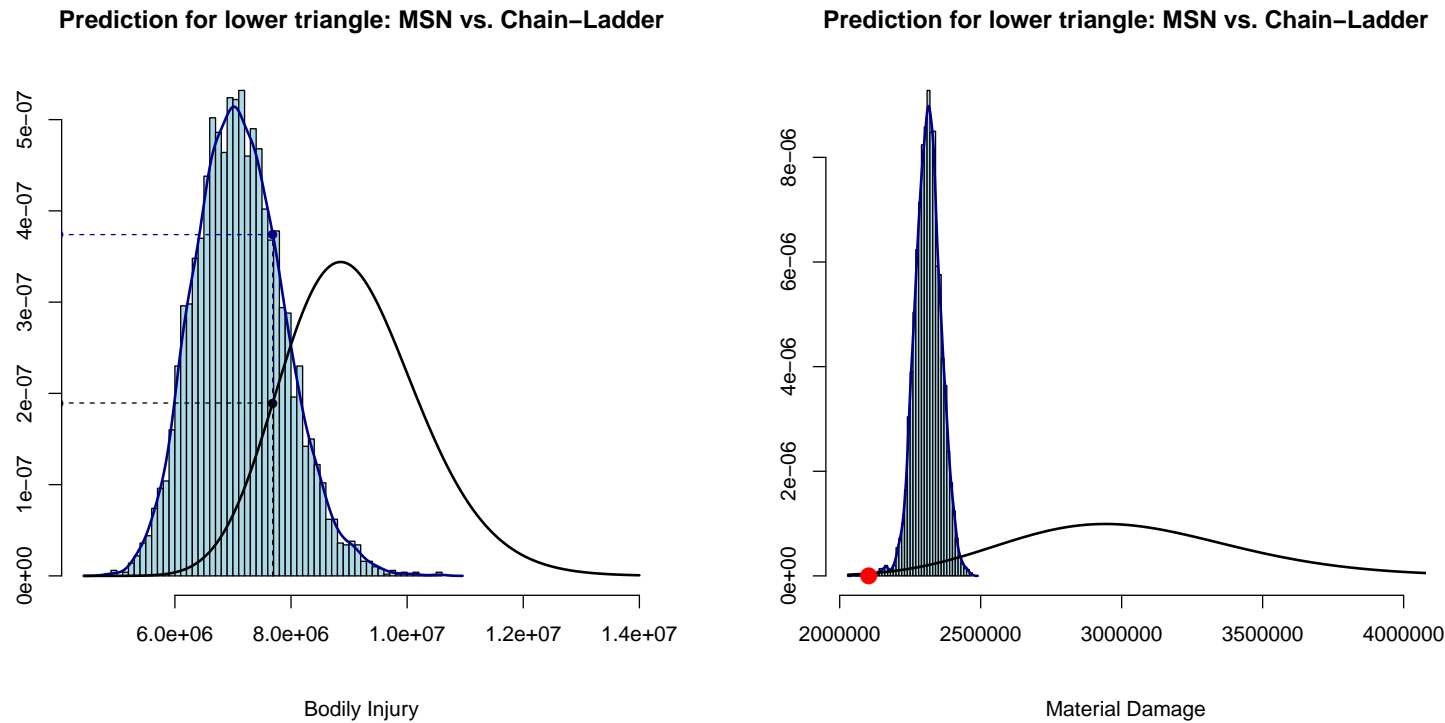 Prediction for lower triangle: MSN vs. Chain−Ladder
0e+00
1e−07
2e−07
3e−07
4e−07
5e−07
6.0e+06
8.0e+06
1.0e+07
1.2e+07
1.4e+07
Bodily Injury
Prediction for lower triangle: MSN vs. Chain−Ladder
0e+00
2e−06
4e−06
6e−06
8e−06
2000000
2500000
3000000
3500000
4000000
Material Damage